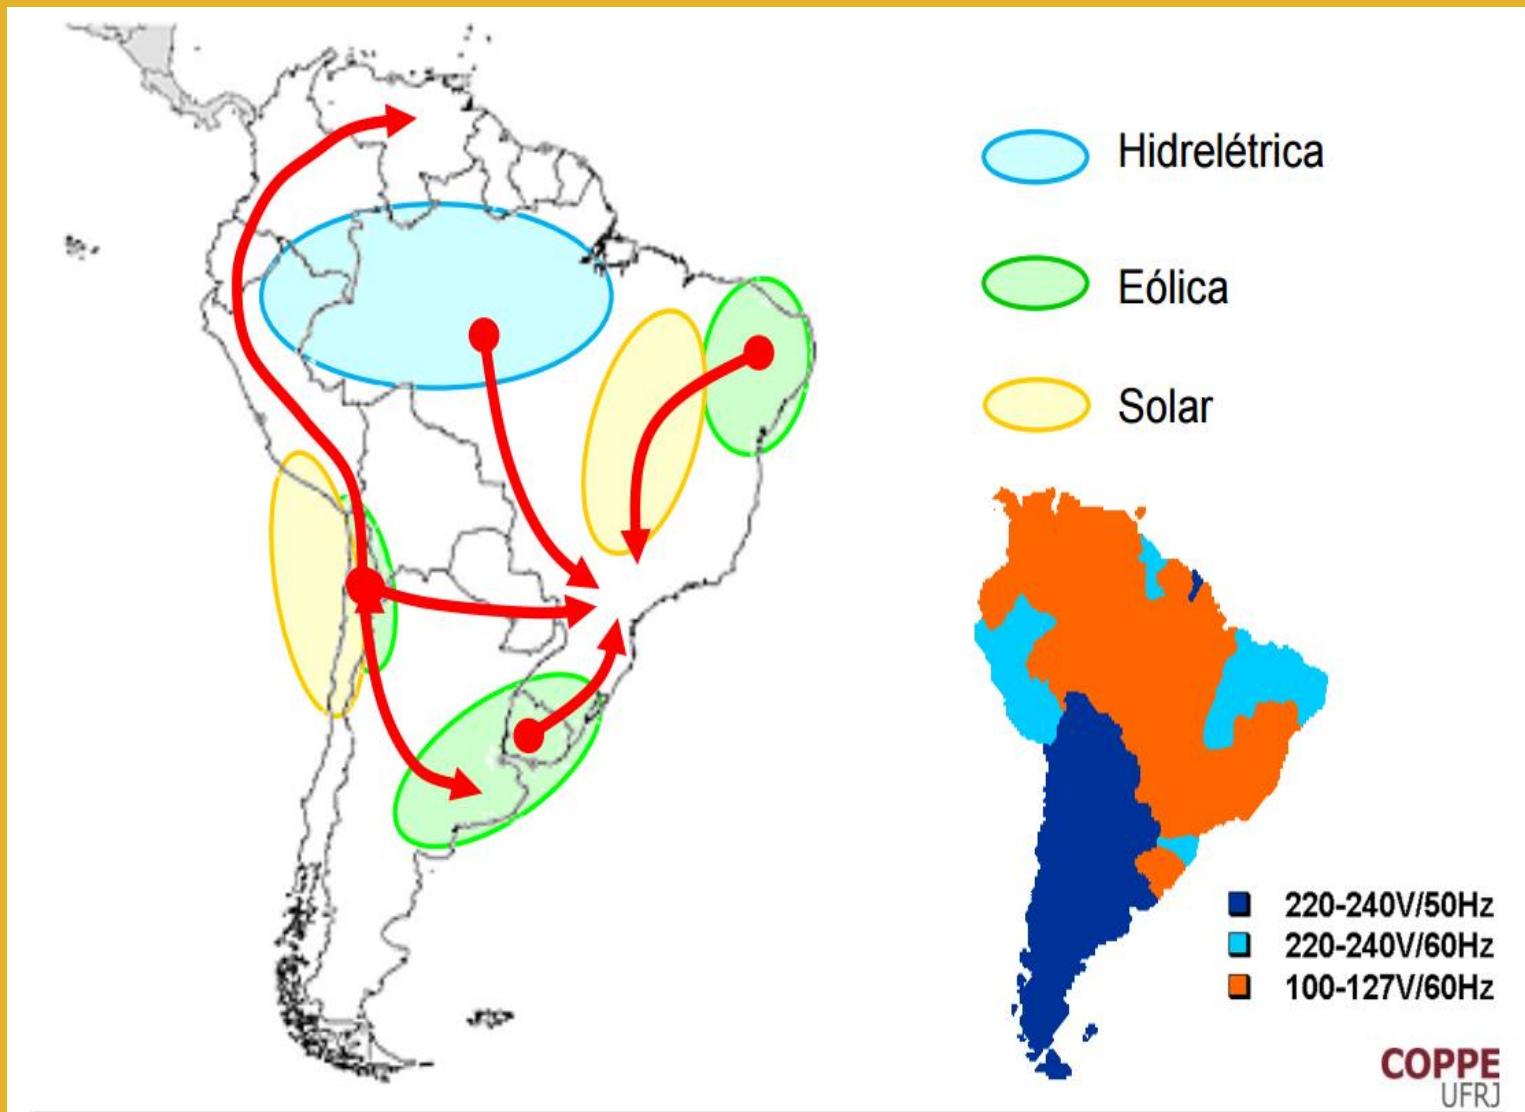 Hidrelétrica
Eólica
Solar
220-240V/50Hz
220-240V/60Hz
100-127V/60Hz
COPPE
UFRJ